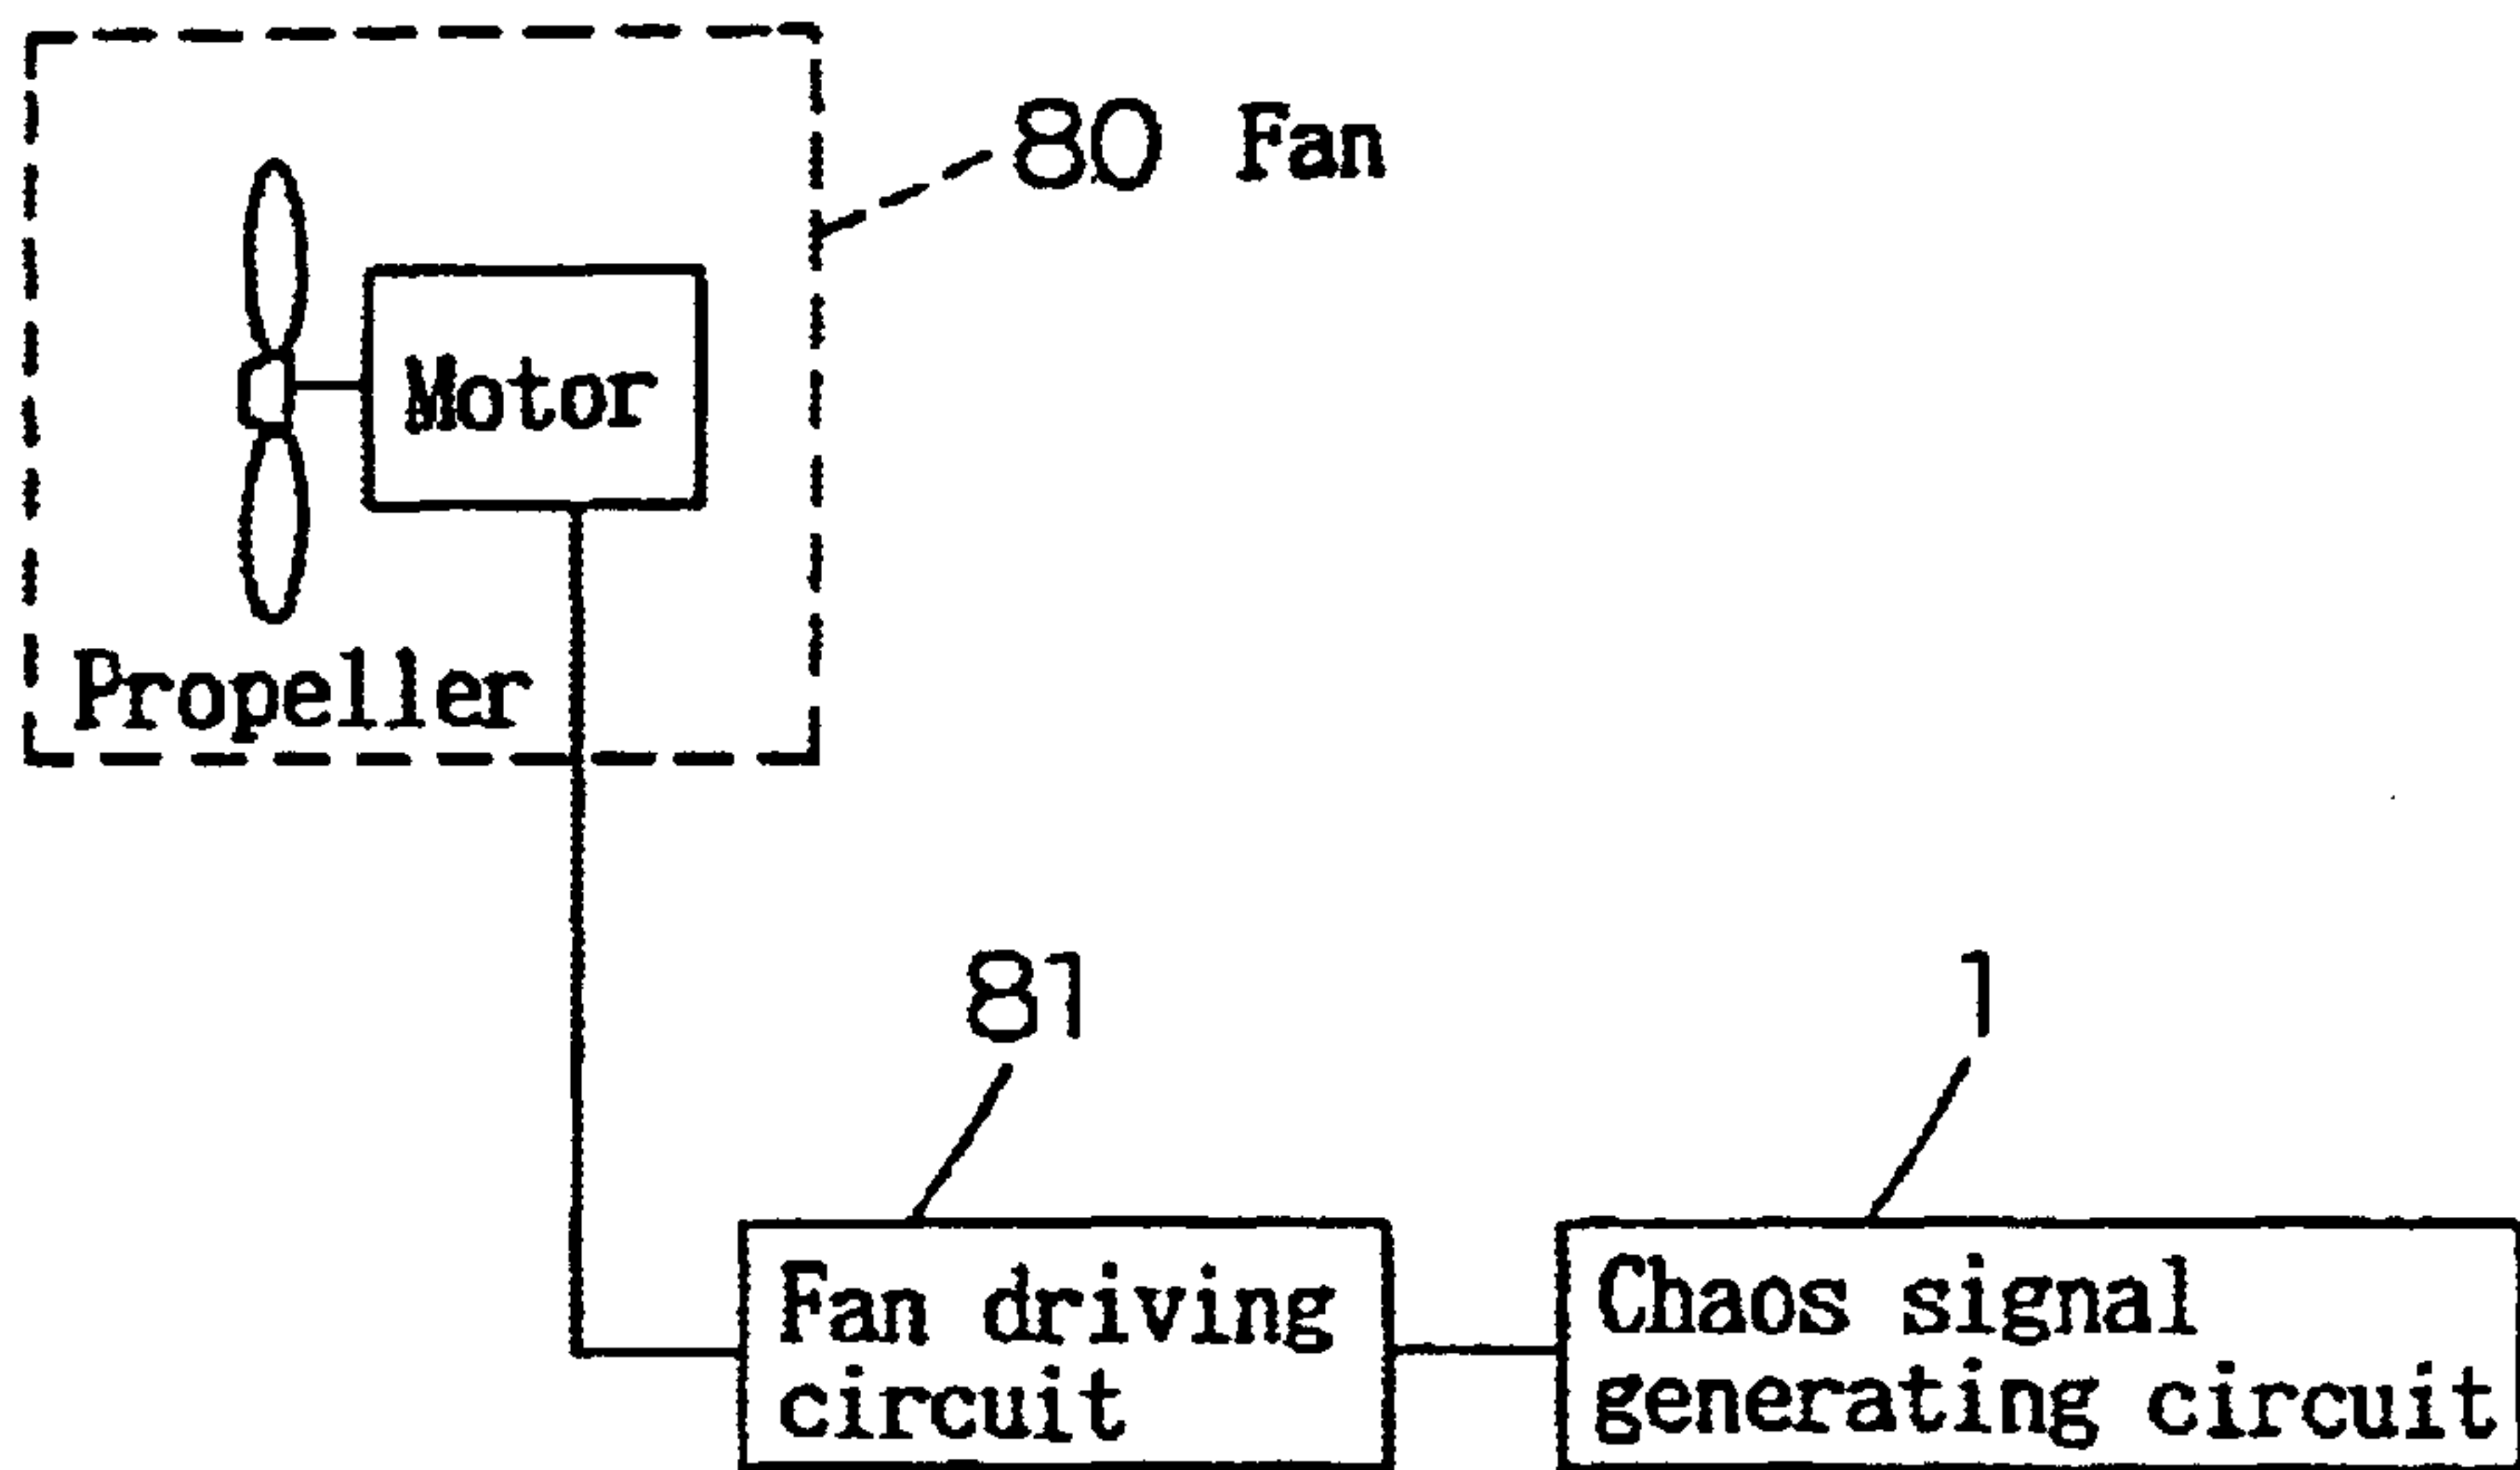 80 Fan
Motor
Propeller
81
1
Fan driving
circuit
Chaos signal
generating circuit